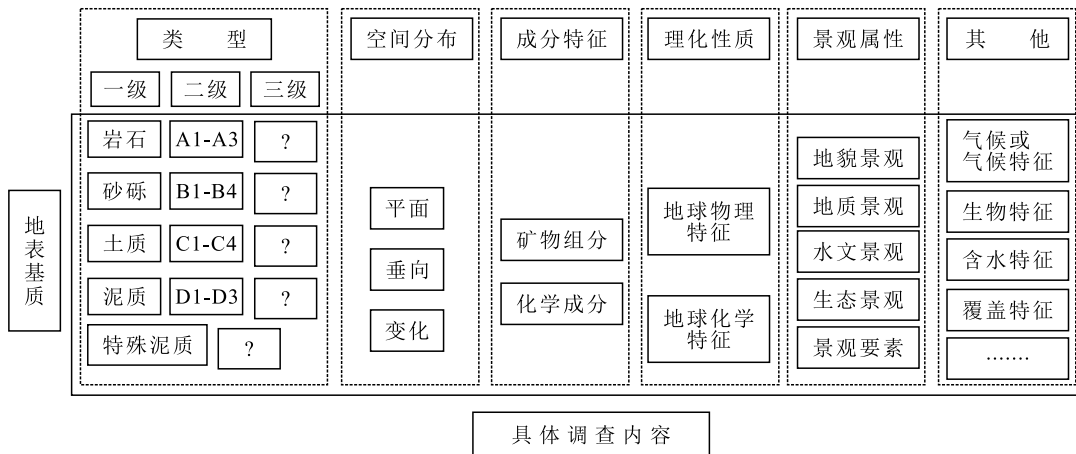 类 型
空间分布
成分特征
理化性质
景观属性
其 他
一级
二级
三级
地表基质
岩石
A1-A3
?
砂砾
B1-B4
?
土质
C1-C4
?
泥质
D1-D3
?
特殊泥质
?
平面
垂向
变化
矿物组分
化学成分
地球物理
特征
地球化学
特征
地貌景观
地质景观
水文景观
生态景观
景观要素
气候或
气候特征
生物特征
含水特征
覆盖特征
.......
具体调查内容